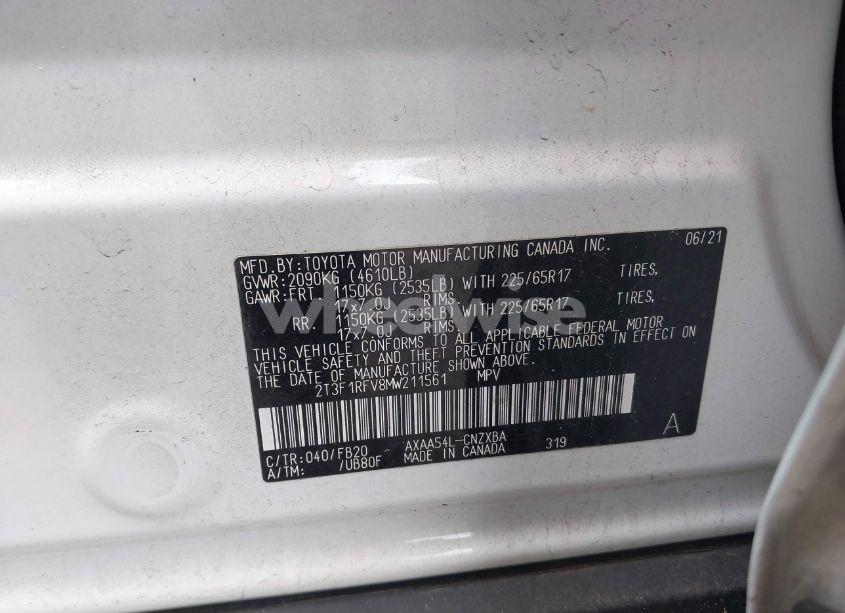 MFD.BY:TOYOTA MOTOR MANUFACTURING CANADA INC. 06/21
GVWR:2090KG (4610LB)
GAWR:FRT 1150KG (2535LB) WITH 225/65R17 TIRES,
17x7.0J RIMS.
RR: 1150KG (2535LB) WITH 225/65R17 TIRES,
17x7.0J RIMS.
wheelwise
THIS VEHICLE CONFORMS TO ALL APPLICABLE FEDERAL MOTOR
VEHICLE SAFETY AND THEFT PREVENTION STANDARDS IN EFFECT ON
THE DATE OF MANUFACTURE SHOWN ABOVE.
2T3F1RFV8MW211561 MPV
C/TR:040/FB20 AXAA54L-CNZXBA 319 A
A/TM: /UB80F MADE IN CANADA